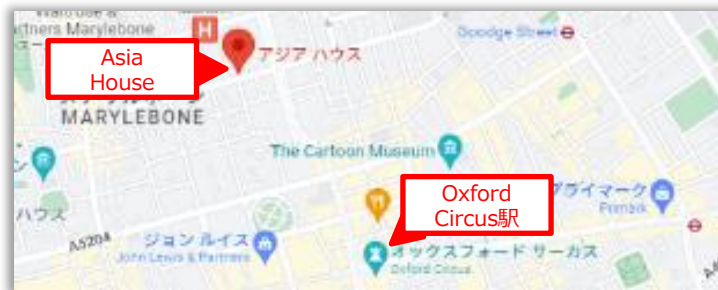 Marylebone
H
Asia
House
アジア ハウス
Goodge Street
MARYLEBONE
The Cartoon Museum
Oxford
Circus駅
プライマーク
Primark
ハウス
A5204
ジョン ルイス
John Lewis & Partners
オックスフォード サーカス
Oxford Circus